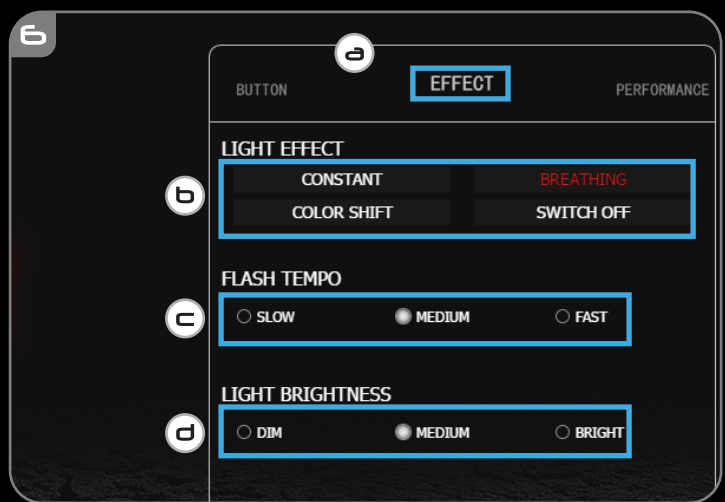 6
a
BUTTON EFFECT PERFORMANCE
LIGHT EFFECT
b
CONSTANT BREATHING
COLOR SHIFT SWITCH OFF
FLASH TEMPO
c
SLOW MEDIUM FAST
LIGHT BRIGHTNESS
d
DIM MEDIUM BRIGHT